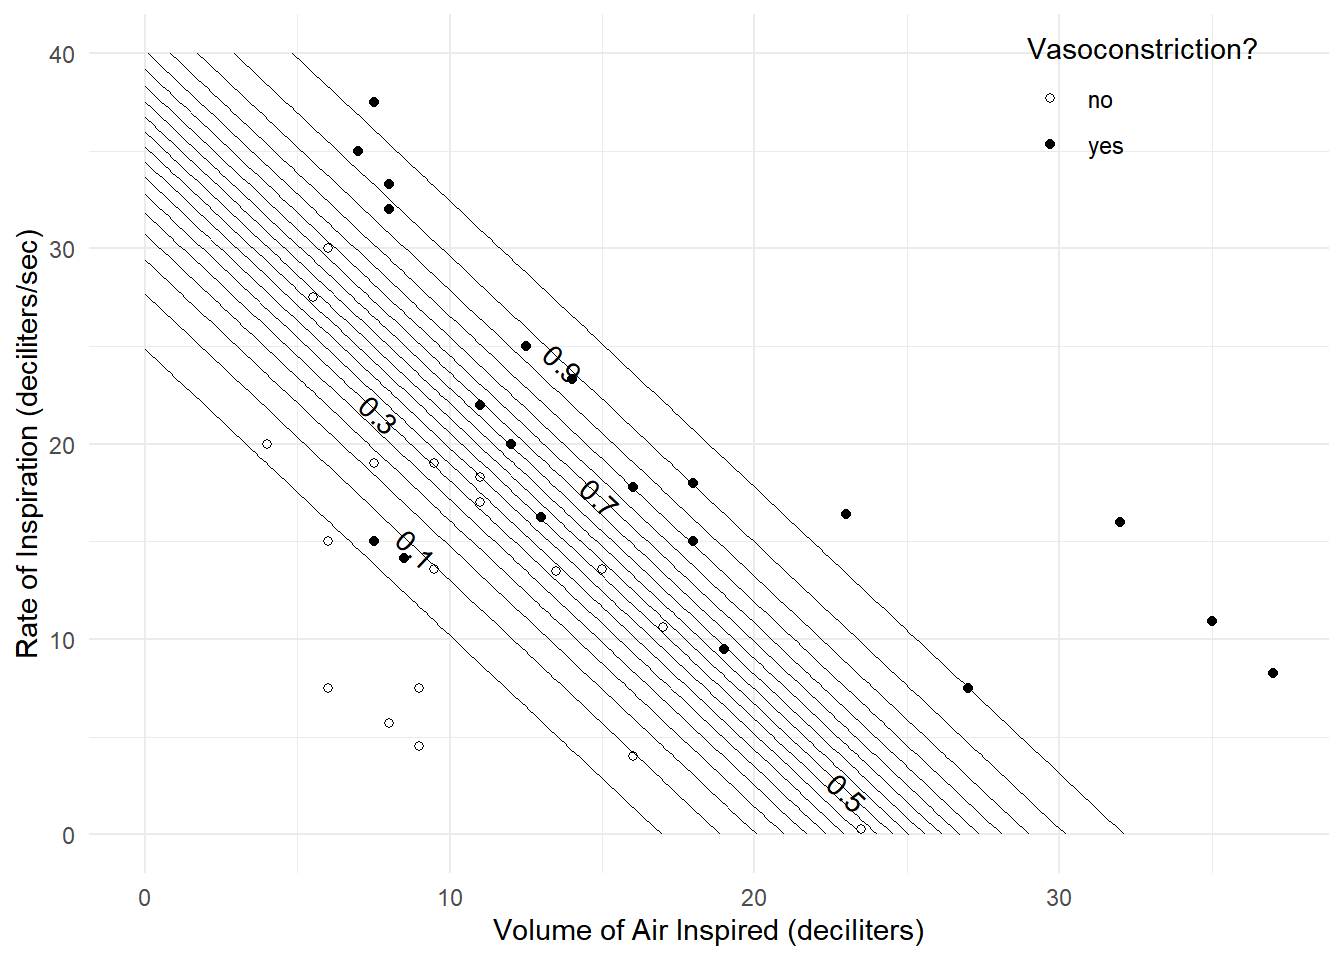 Vasoconstriction?
no
yes
Rate of Inspiration (deciliters/sec)
40
30
20
10
0
0.9
0.3
0.7
0.1
0.5
0
10
20
30
Volume of Air Inspired (deciliters)